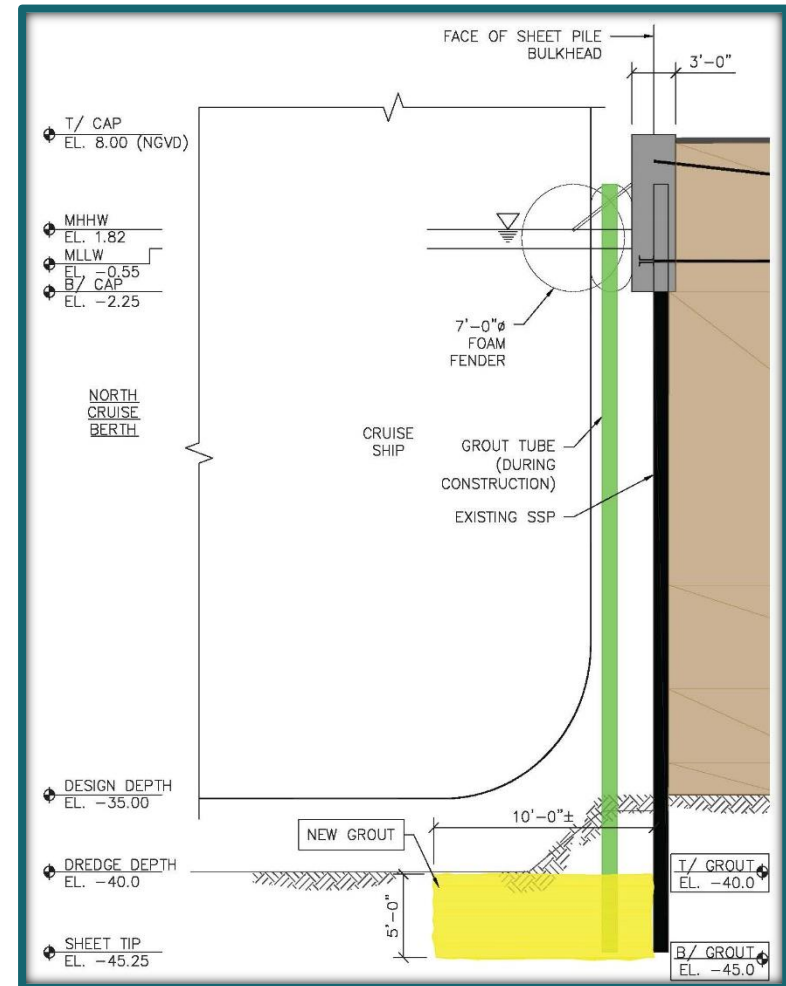 FACE OF SHEET PILE
BULKHEAD
3'-0"
T/ CAP
EL. 8.00 (NGVD)
MHHW
EL. 1.82
MLLW
EL. -0.55
B/ CAP
EL. -2.25
7'-0"ø
FOAM
FENDER
NORTH
CRUISE
BERTH
CRUISE
SHIP
GROUT TUBE
(DURING
CONSTRUCTION)
EXISTING SSP
DESIGN DEPTH
EL. -35.00
10'-0"±
NEW GROUT
DREDGE DEPTH
EL. -40.0
T/ GROUT
EL. -40.0
5'-0"
SHEET TIP
EL. -45.25
B/ GROUT
EL. -45.0